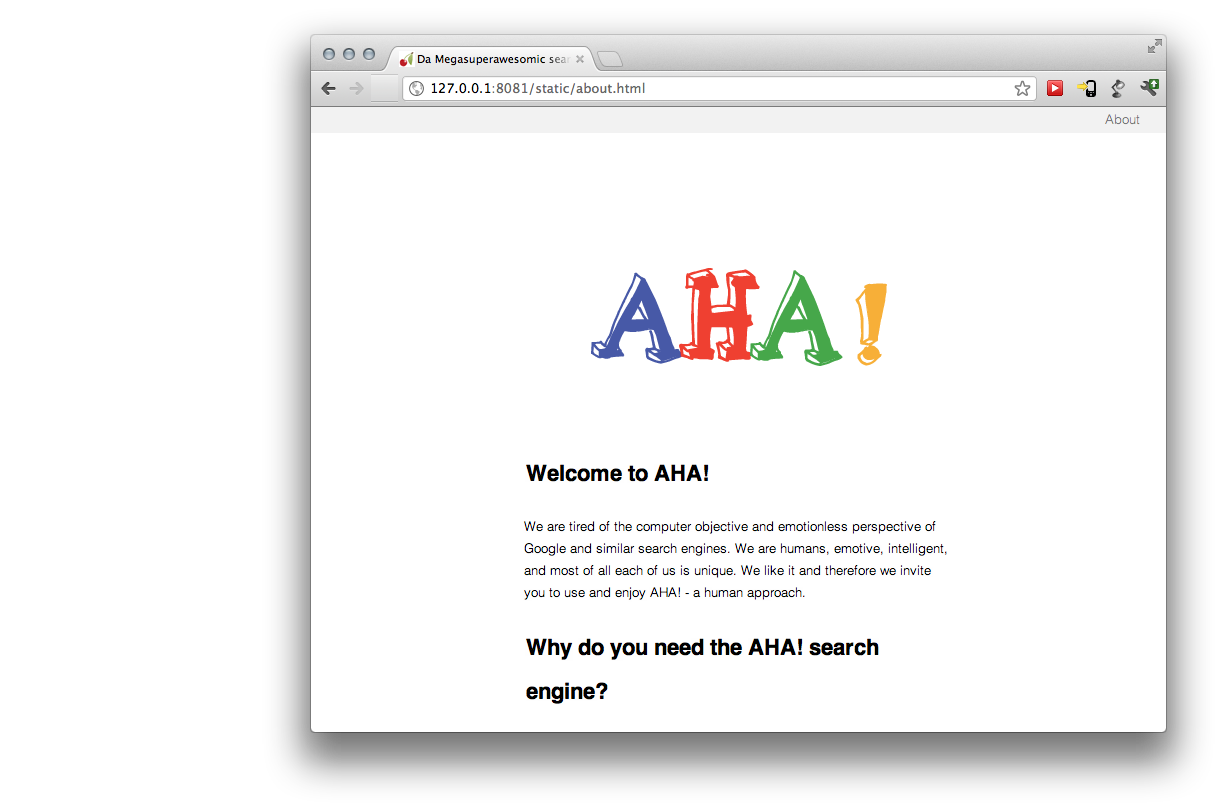 Da Megasuperawesomic sea
127.0.0.1:8081/static/about.html
About
AHA!
Welcome to AHA!
We are tired of the computer objective and emotionless perspective of
Google and similar search engines. We are humans, emotive, intelligent,
and most of all each of us is unique. We like it and therefore we invite
you to use and enjoy AHA! - a human approach.
Why do you need the AHA! search
engine?